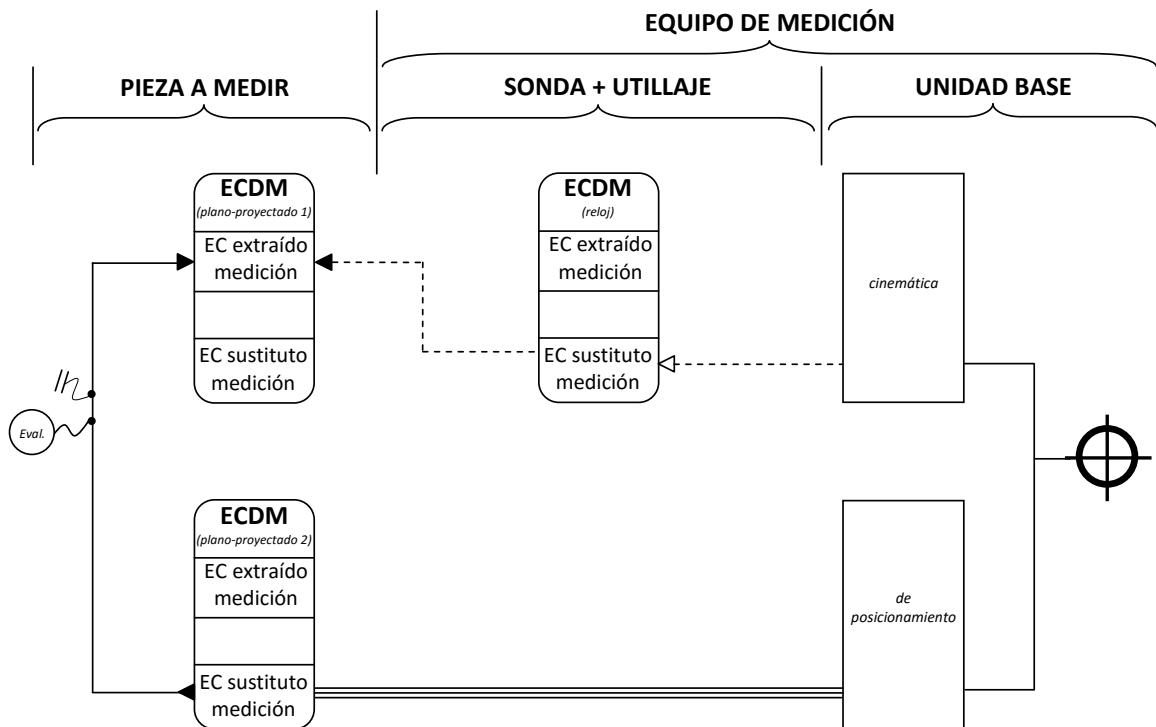 EQUIPO DE MEDICIÓN
PIEZA A MEDIR
SONDA + UTILLAJE
UNIDAD BASE
ECDM
(plano-proyectado 1)
EC extraído
medición
EC sustituto
medición
ECDM
(reloj)
EC extraído
medición
EC sustituto
medición
cinemática
Eval.
ECDM
(plano-proyectado 2)
EC extraído
medición
EC sustituto
medición
de
posicionamiento